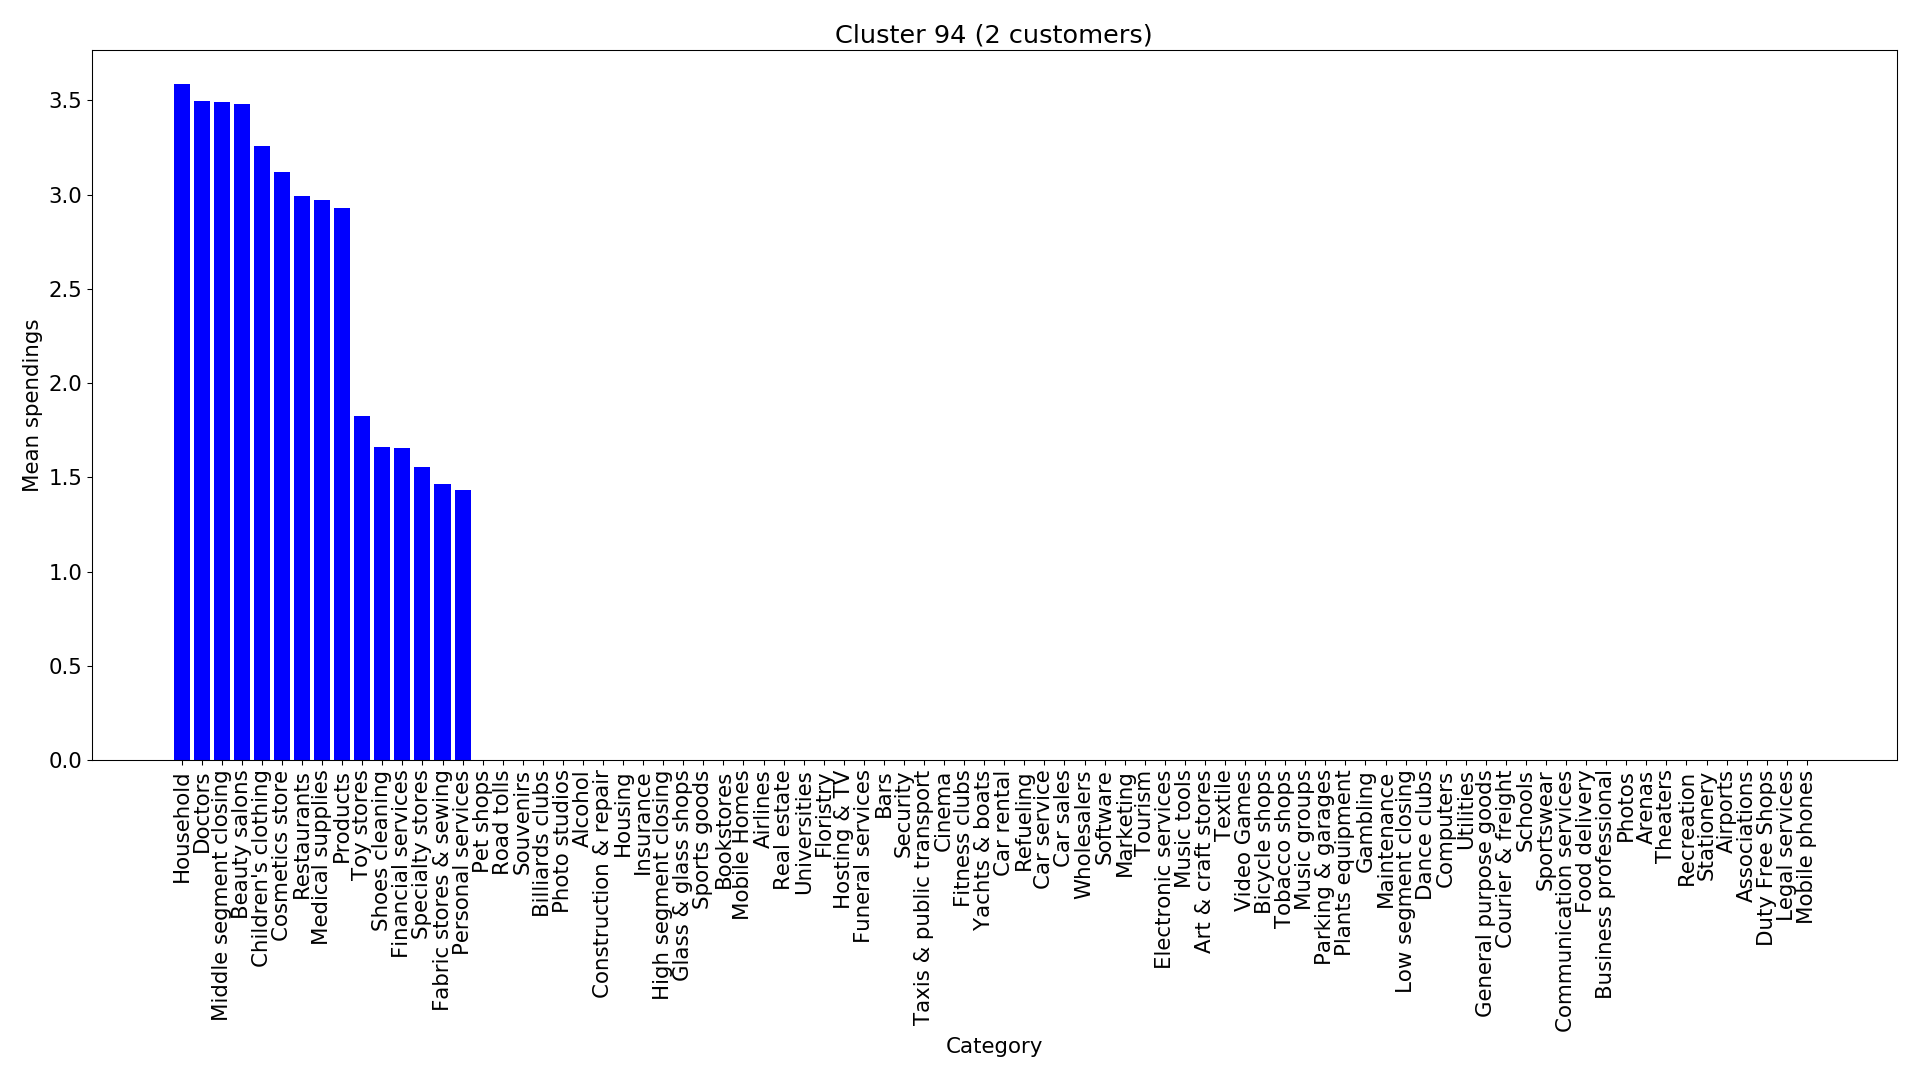 Cluster 94 (2 customers)
Mean spendings
3.5
3.0
2.5
2.0
1.5
1.0
0.5
0.0
Household
Doctors
Middle segment closing
Beauty salons
Children's clothing
Cosmetics store
Restaurants
Medical supplies
Products
Toy stores
Shoes cleaning
Financial services
Specialty stores
Fabric stores & sewing
Personal services
Pet shops
Road tolls
Souvenirs
Billiards clubs
Photo studios
Alcohol
Construction & repair
Housing
Insurance
High segment closing
Glass & glass shops
Sports goods
Bookstores
Mobile Homes
Airlines
Real estate
Universities
Floristry
Hosting & TV
Funeral services
Bars
Security
Taxis & public transport
Cinema
Fitness clubs
Yachts & boats
Car rental
Refueling
Car service
Car sales
Wholesalers
Software
Marketing
Tourism
Electronic services
Music tools
Art & craft stores
Textile
Video Games
Bicycle shops
Tobacco shops
Music groups
Parking & garages
Plants equipment
Gambling
Maintenance
Low segment closing
Dance clubs
Computers
Utilities
General purpose goods
Courier & freight
Schools
Sportswear
Communication services
Food delivery
Business professional
Photos
Arenas
Theaters
Recreation
Stationery
Airports
Associations
Duty Free Shops
Legal services
Mobile phones
Category